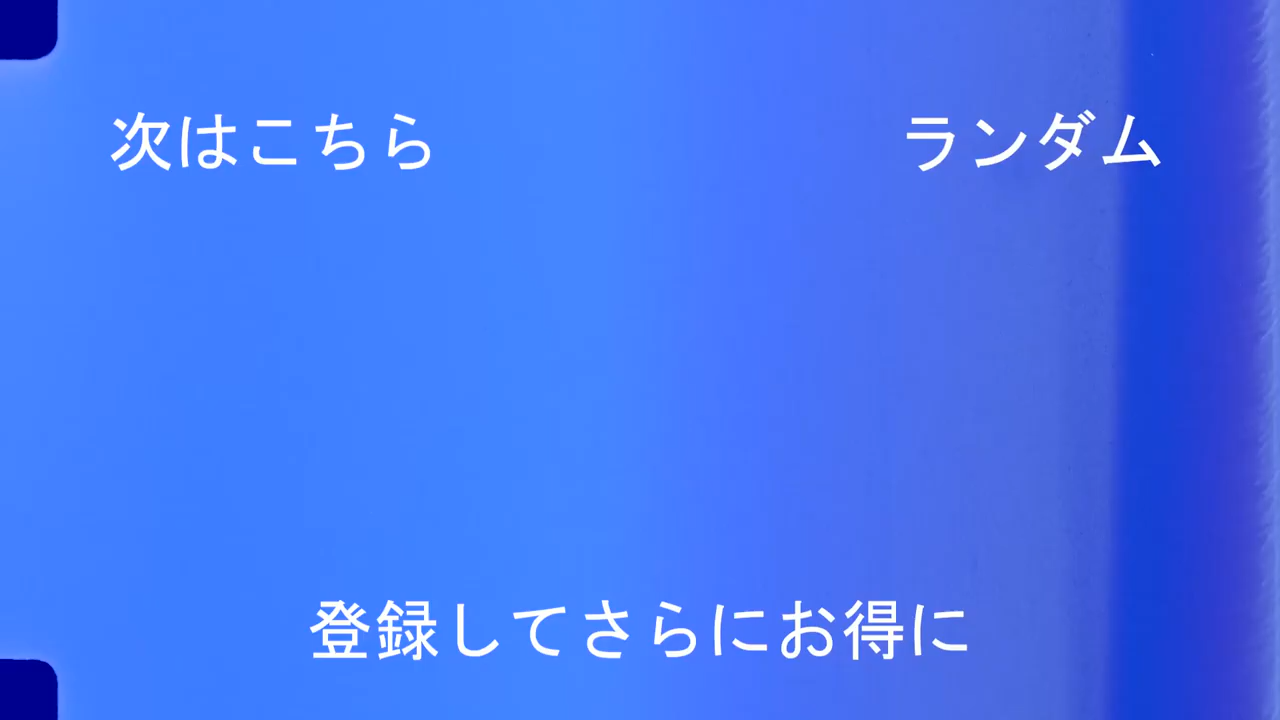 次はこちら
ランダム
登録してさらにお得に